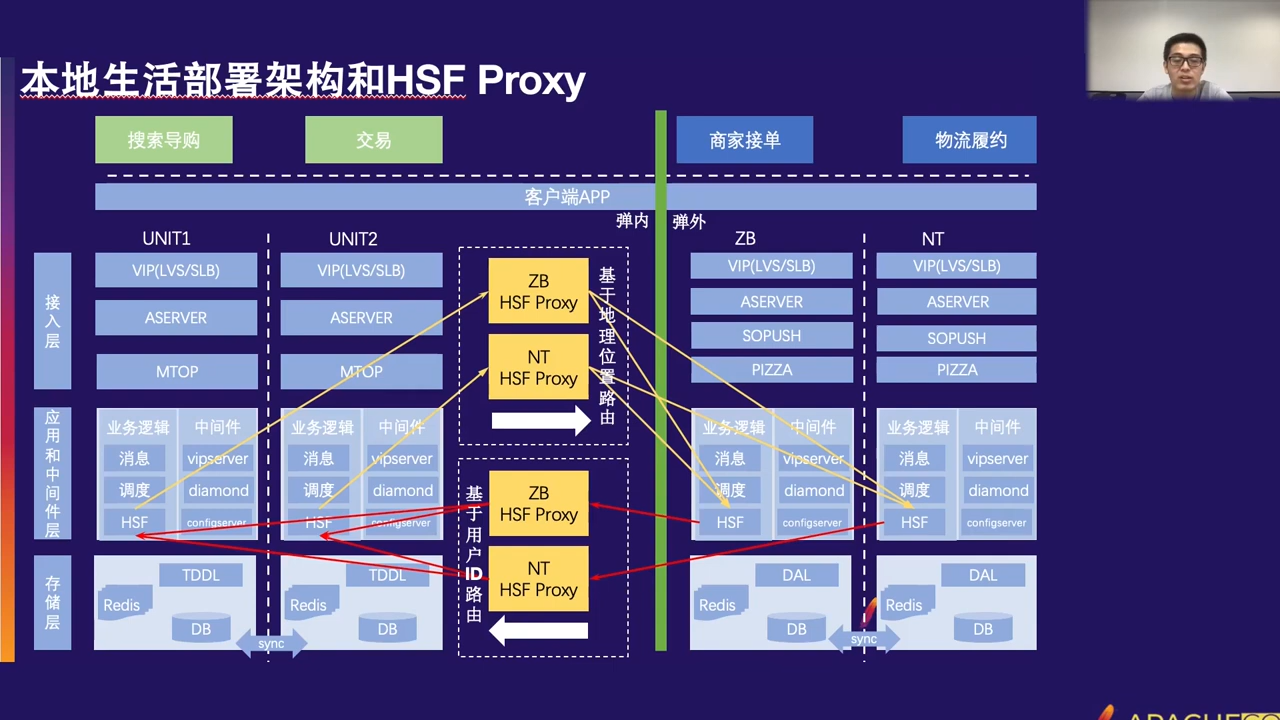 本地生活部署架构和HSF Proxy
搜索导购
交易
商家接单
物流履约
客户端APP
弹内
弹外
UNIT1
UNIT2
ZB
NT
接入层
VIP(LVS/SLB)
ASERVER
MTOP
VIP(LVS/SLB)
ASERVER
MTOP
ZB
HSF Proxy
NT
HSF Proxy
基于地理位置路由
VIP(LVS/SLB)
ASERVER
SOPUSH
PIZZA
VIP(LVS/SLB)
ASERVER
SOPUSH
PIZZA
应用和中间件层
业务逻辑
消息
调度
HSF
中间件
vipserver
diamond
configserver
业务逻辑
消息
调度
HSF
中间件
vipserver
diamond
configserver
基于用户ID路由
ZB
HSF Proxy
NT
HSF Proxy
业务逻辑
消息
调度
HSF
中间件
vipserver
diamond
configserver
业务逻辑
消息
调度
HSF
中间件
vipserver
diamond
configserver
存储层
TDDL
Redis
DB
sync
TDDL
Redis
DB
DAL
Redis
DB
sync
DAL
Redis
DB